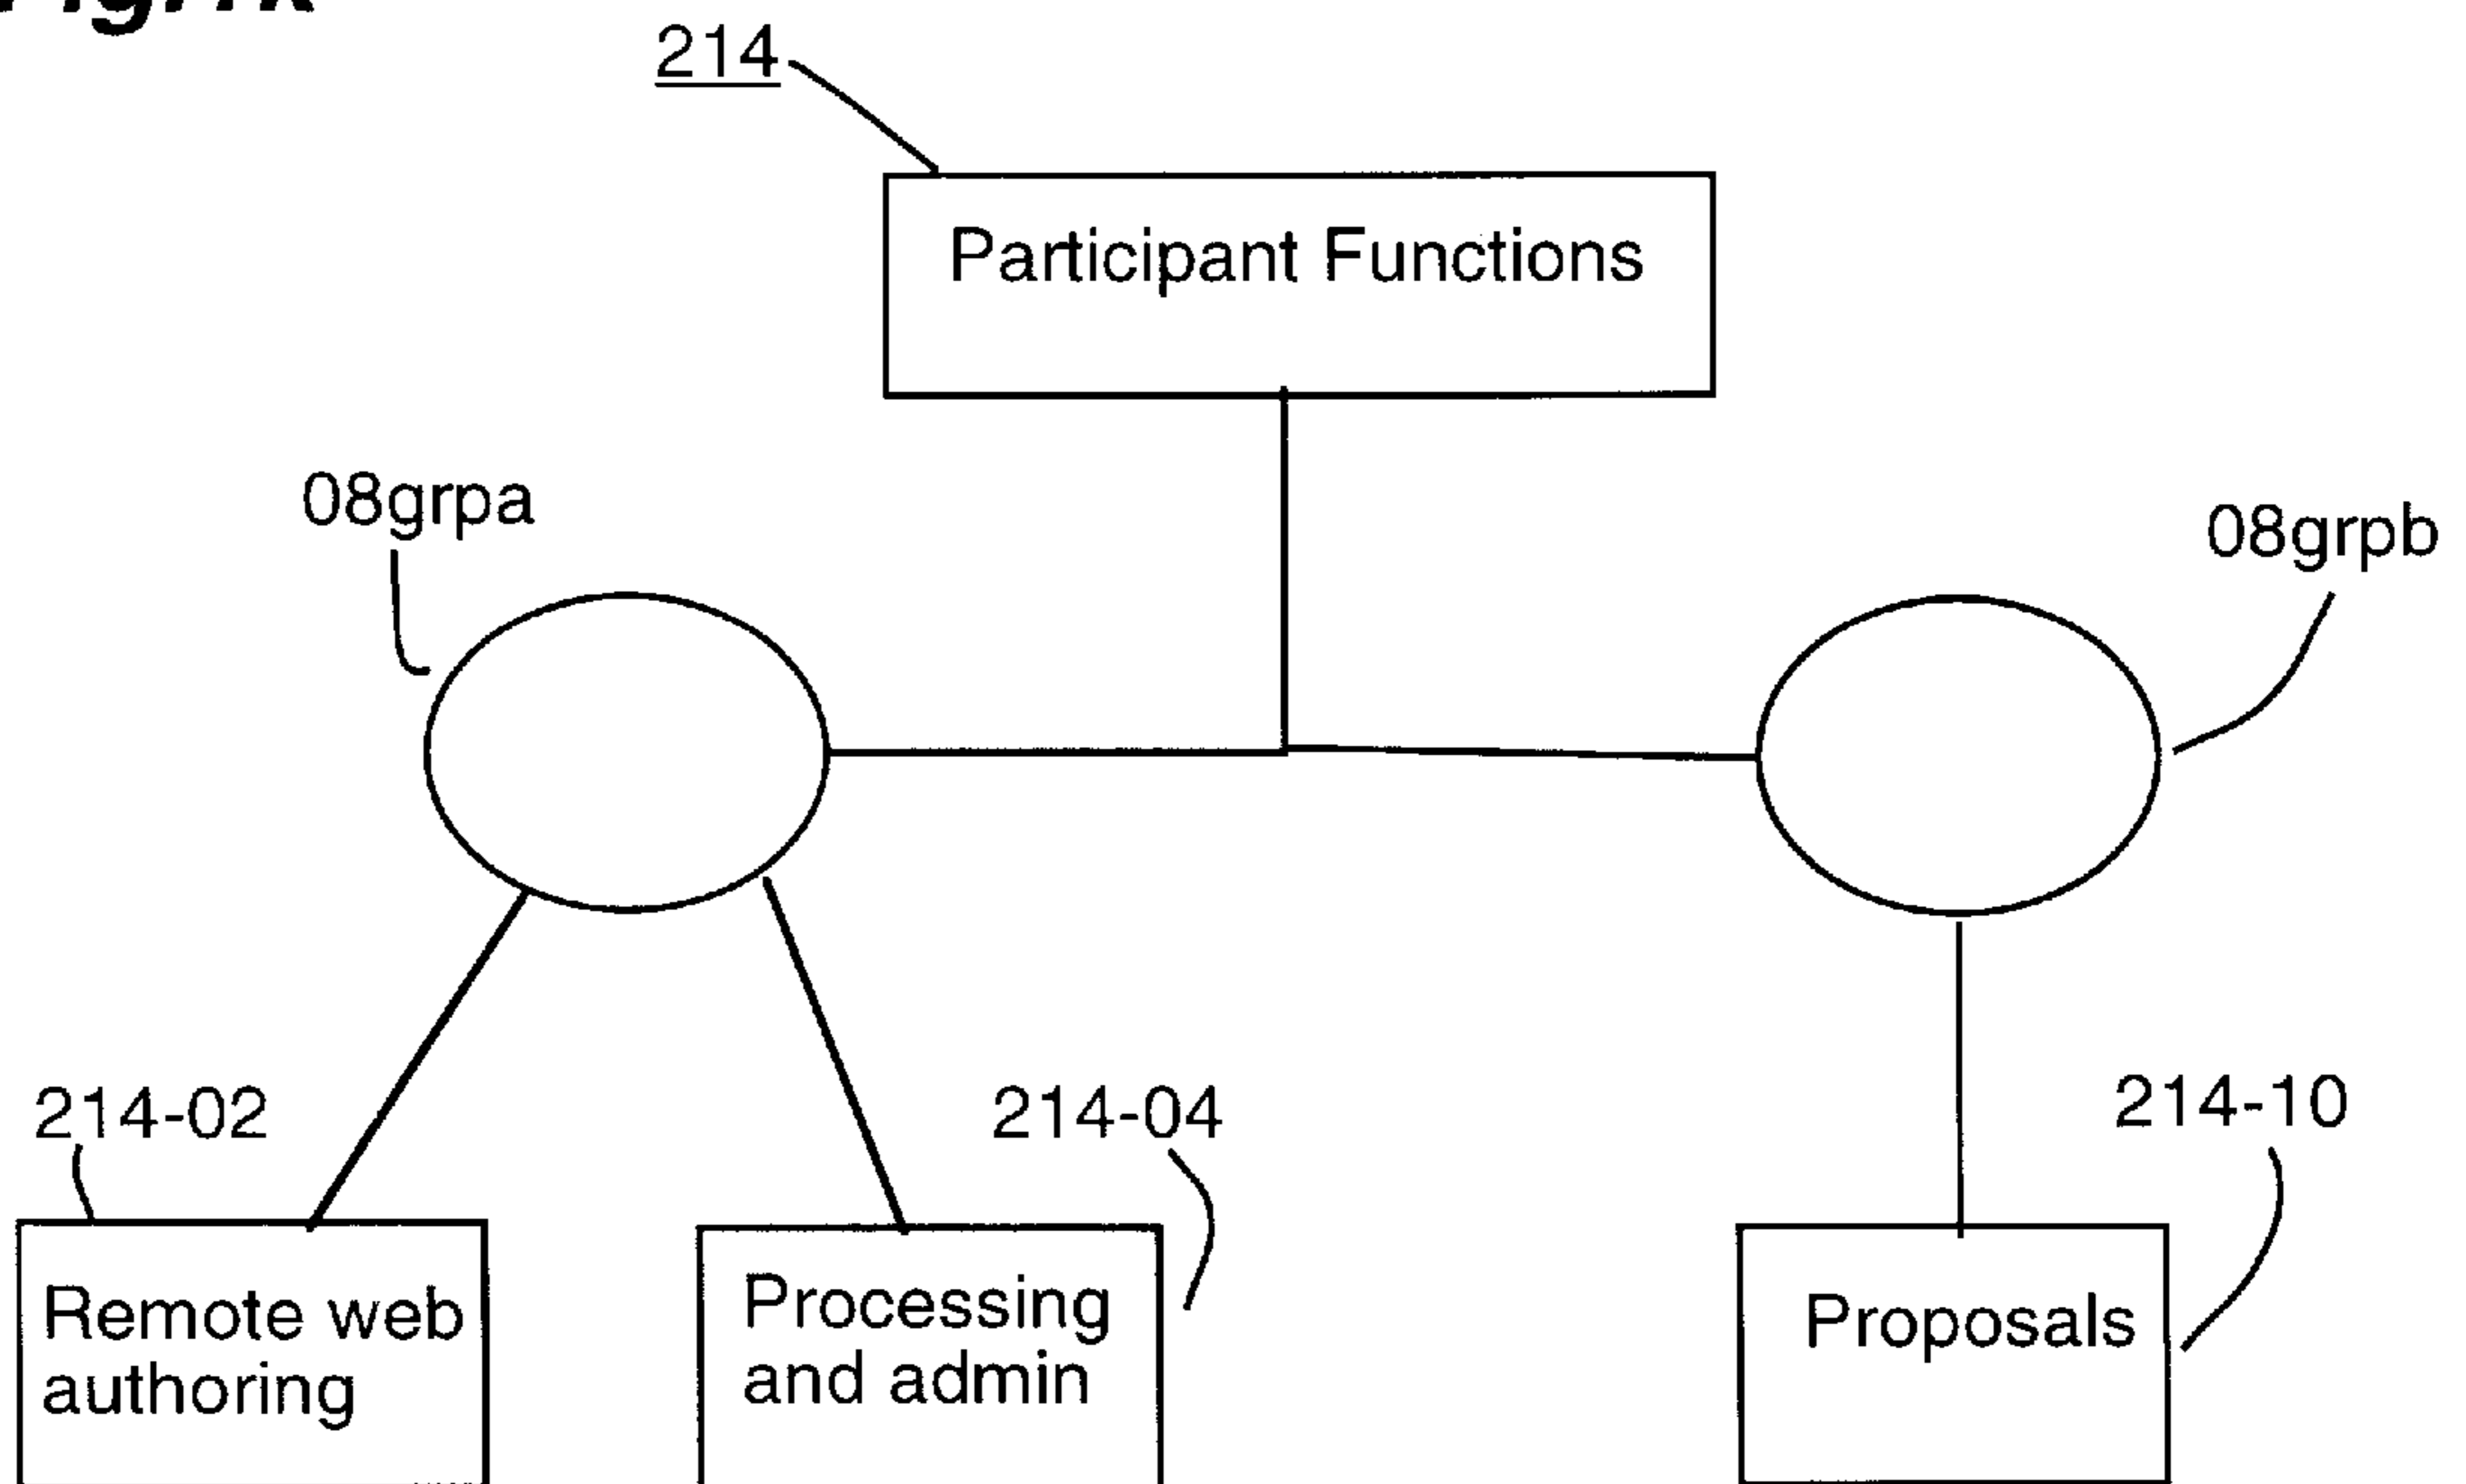 214
Participant Functions
08grpa
08grpb
214-02
214-04
214-10
Remote web
authoring
Processing
and admin
Proposals